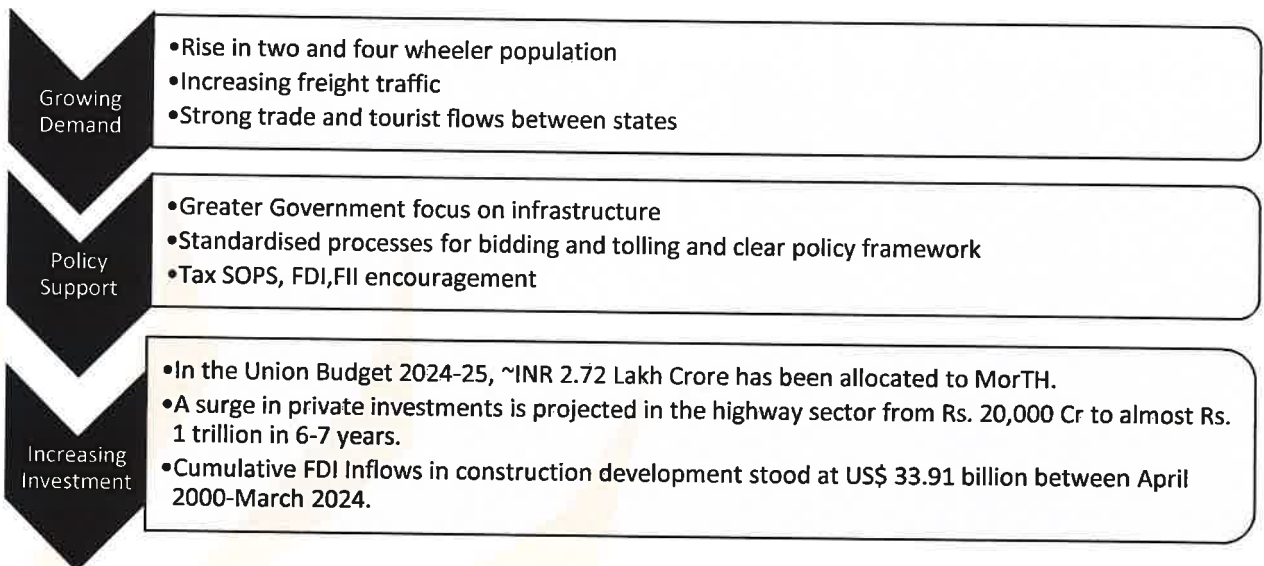 Growing
Demand
•Rise in two and four wheeler population
•Increasing freight traffic
•Strong trade and tourist flows between states
Policy
Support
•Greater Government focus on infrastructure
•Standardised processes for bidding and tolling and clear policy framework
•Tax SOPS, FDI,FII encouragement
Increasing
Investment
•In the Union Budget 2024-25, ~INR 2.72 Lakh Crore has been allocated to MorTH.
•A surge in private investments is projected in the highway sector from Rs. 20,000 Cr to almost Rs.
1 trillion in 6-7 years.
•Cumulative FDI Inflows in construction development stood at US$ 33.91 billion between April
2000-March 2024.